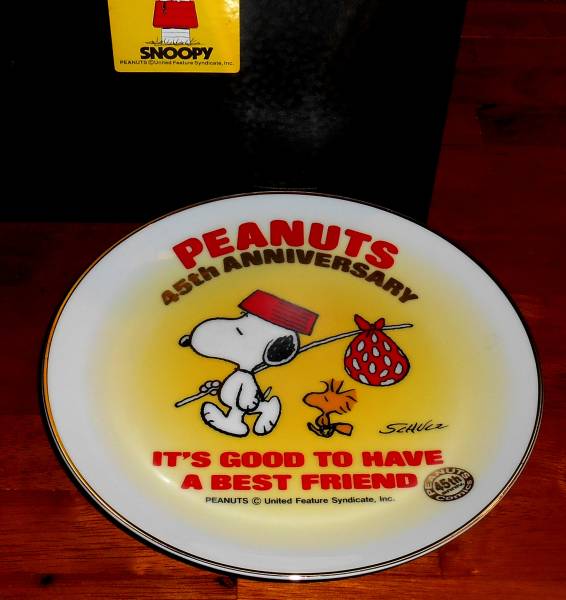 SNOOPY
PEANUTS © United Feature Syndicate, Inc.
PEANUTS
45th ANNIVERSARY
SCHULZ
IT'S GOOD TO HAVE
A BEST FRIEND
PEANUTS © United Feature Syndicate, Inc.
PEANUTS
45th
COMICS